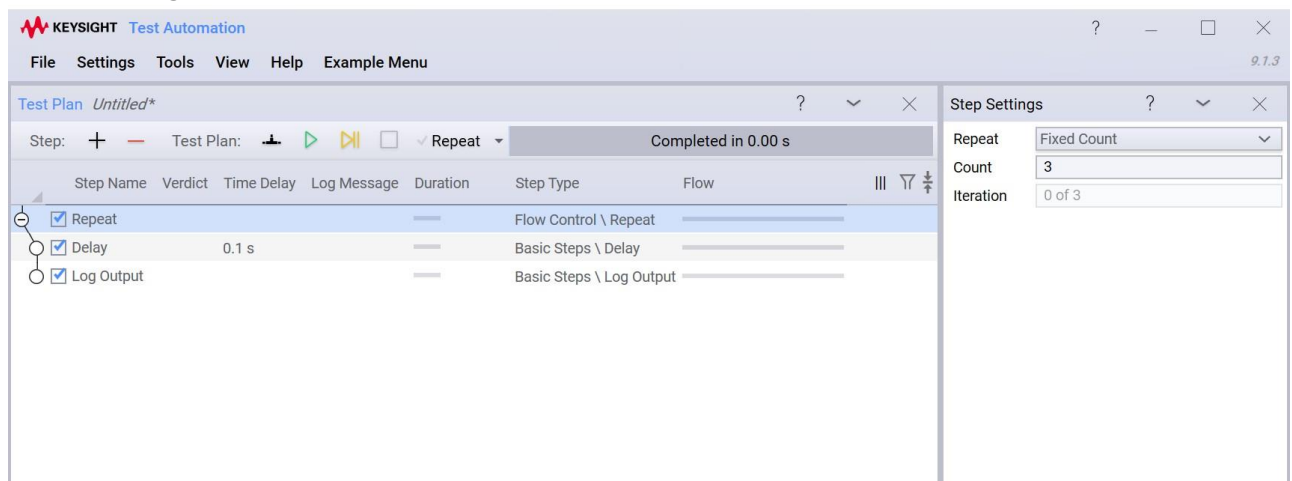 KEYSIGHT Test Automation ?
File Settings Tools View Help Example Menu 9.1.3
Test Plan Untitled* ?
Step: Test Plan: Repeat Completed in 0.00 s
Step Name Verdict Time Delay Log Message Duration Step Type Flow
Repeat Flow Control \ Repeat
Delay 0.1 s Basic Steps \ Delay
Log Output Basic Steps \ Log Output
Step Settings ?
Repeat Fixed Count
Count 3
Iteration 0 of 3